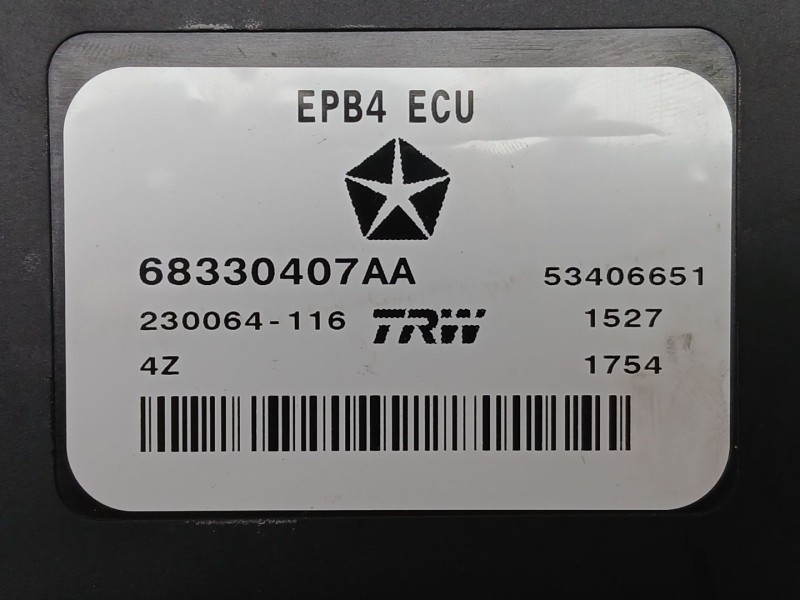 EPB4 ECU
68330407AA 53406651
230064-116 TRW 1527
4Z 1754